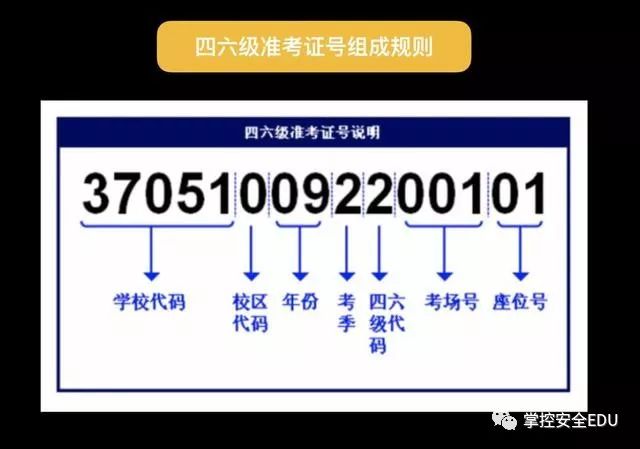 四六级准考证号组成规则
四六级准考证号说明
370510092200101
学校代码
校区代码
年份
考季
四六级代码
考场号
座位号
掌控安全EDU